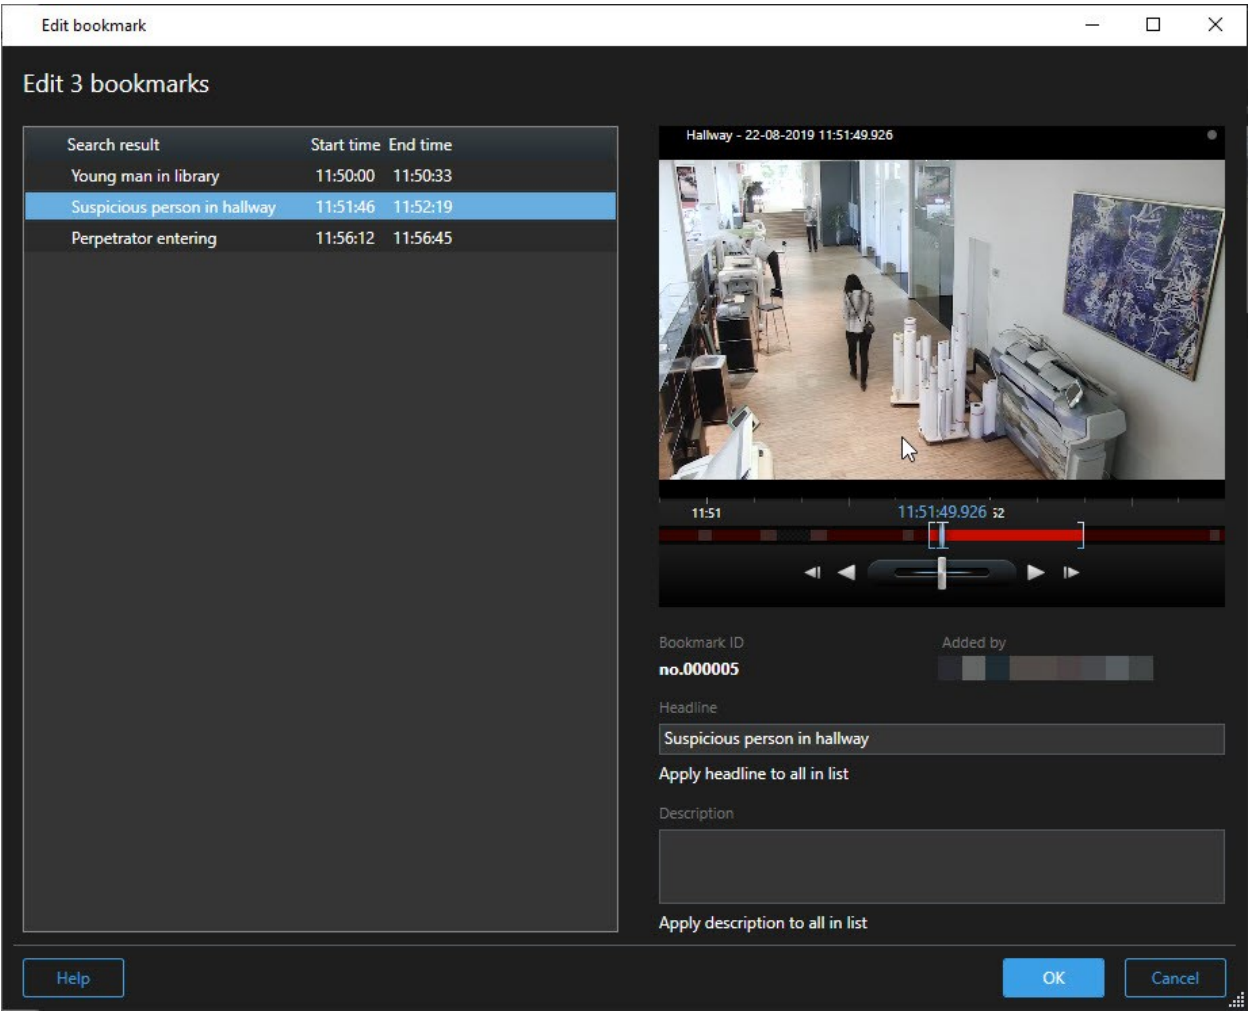 Edit bookmark
Edit 3 bookmarks
Search result Start time End time
Young man in library 11:50:00 11:50:33
Suspicious person in hallway 11:51:46 11:52:19
Perpetrator entering 11:56:12 11:56:45
Hallway - 22-08-2019 11:51:49.926
11:51 11:51:49.926 52
Bookmark ID Added by
no.000005
Headline
Suspicious person in hallway
Apply headline to all in list
Description
Apply description to all in list
Help OK Cancel